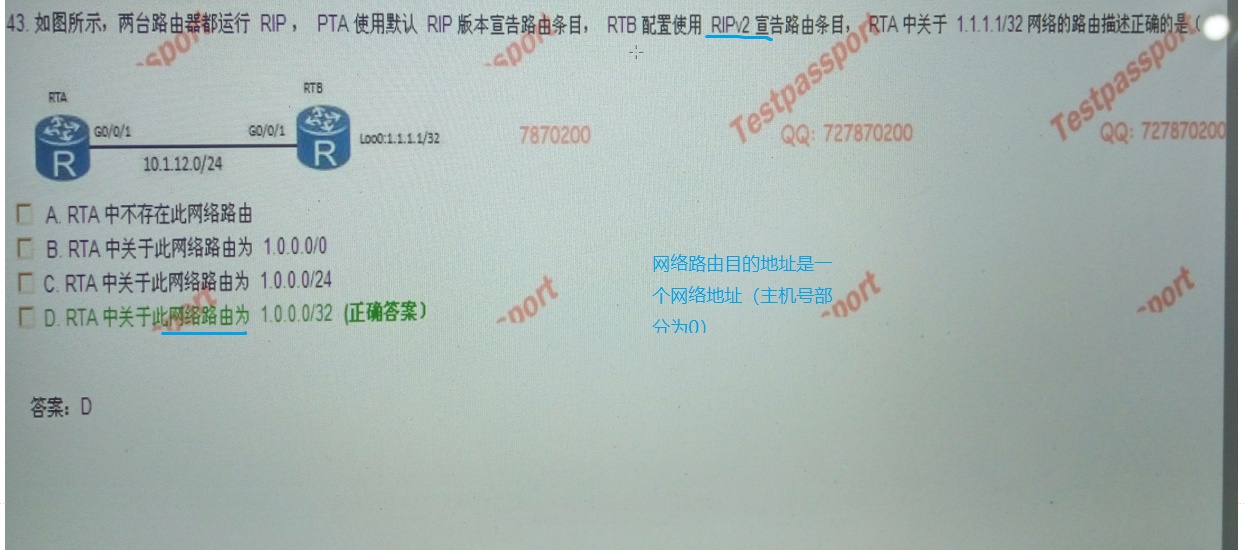 43. 如图所示，两台路由器都运行 RIP， PTA 使用默认 RIP 版本宣告路由条目， RTB 配置使用 RIPv2 宣告路由条目， RTA 中关于 1.1.1.1/32 网络的路由描述正确的是（
-sport
-sport
Testpassport
Testpassport
RTA
RTB
G0/0/1
G0/0/1
Loo0:1.1.1.1/32
7870200
QQ: 727870200
QQ: 727870200
10.1.12.0/24
A. RTA 中不存在此网络路由
B. RTA 中关于此网络路由为 1.0.0.0/0
C. RTA 中关于此网络路由为 1.0.0.0/24
D. RTA 中关于此网络路由为 1.0.0.0/32 (正确答案）
网络路由目的地址是一
个网络地址（主机号部
分为0）
-port
-port
-port
-port
答案：D